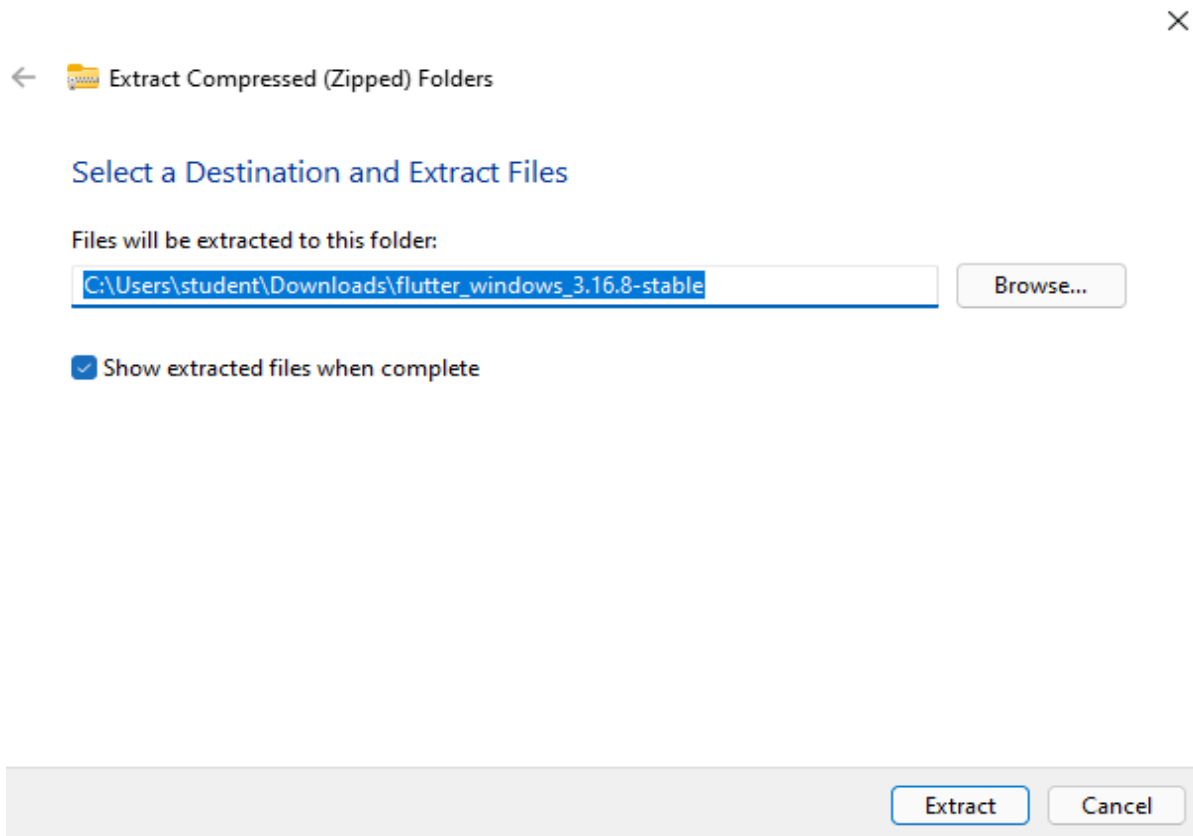 Extract Compressed (Zipped) Folders
Select a Destination and Extract Files
Files will be extracted to this folder:
C:\Users\student\Downloads\flutter_windows_3.16.8-stable
Browse...
Show extracted files when complete
Extract
Cancel